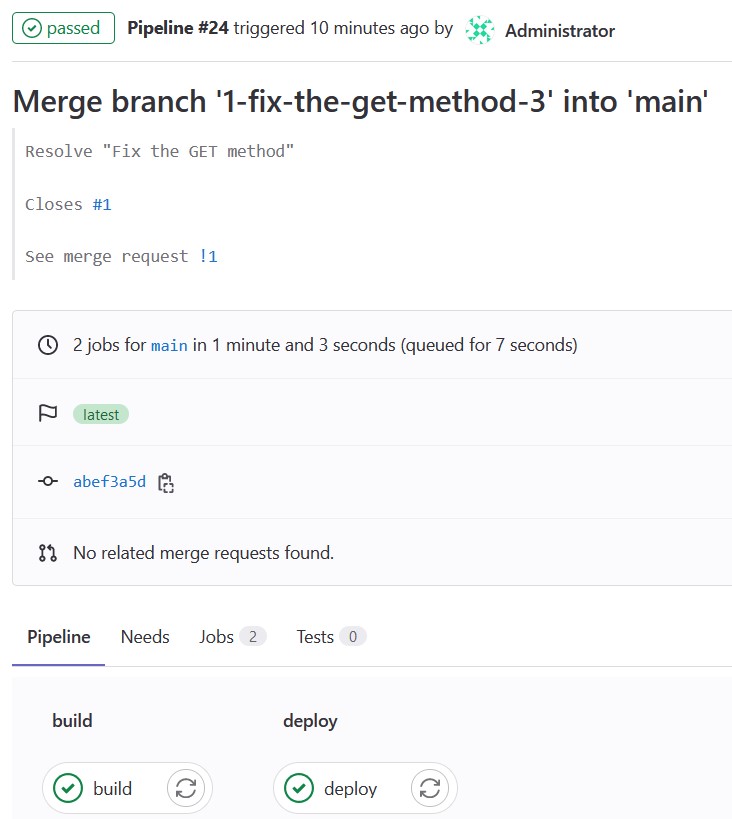 passed Pipeline #24 triggered 10 minutes ago by Administrator
Merge branch '1-fix-the-get-method-3' into 'main'
Resolve "Fix the GET method"
Closes #1
See merge request !1
2 jobs for main in 1 minute and 3 seconds (queued for 7 seconds)
latest
abef3a5d
No related merge requests found.
Pipeline Needs Jobs 2 Tests 0
build deploy
build deploy